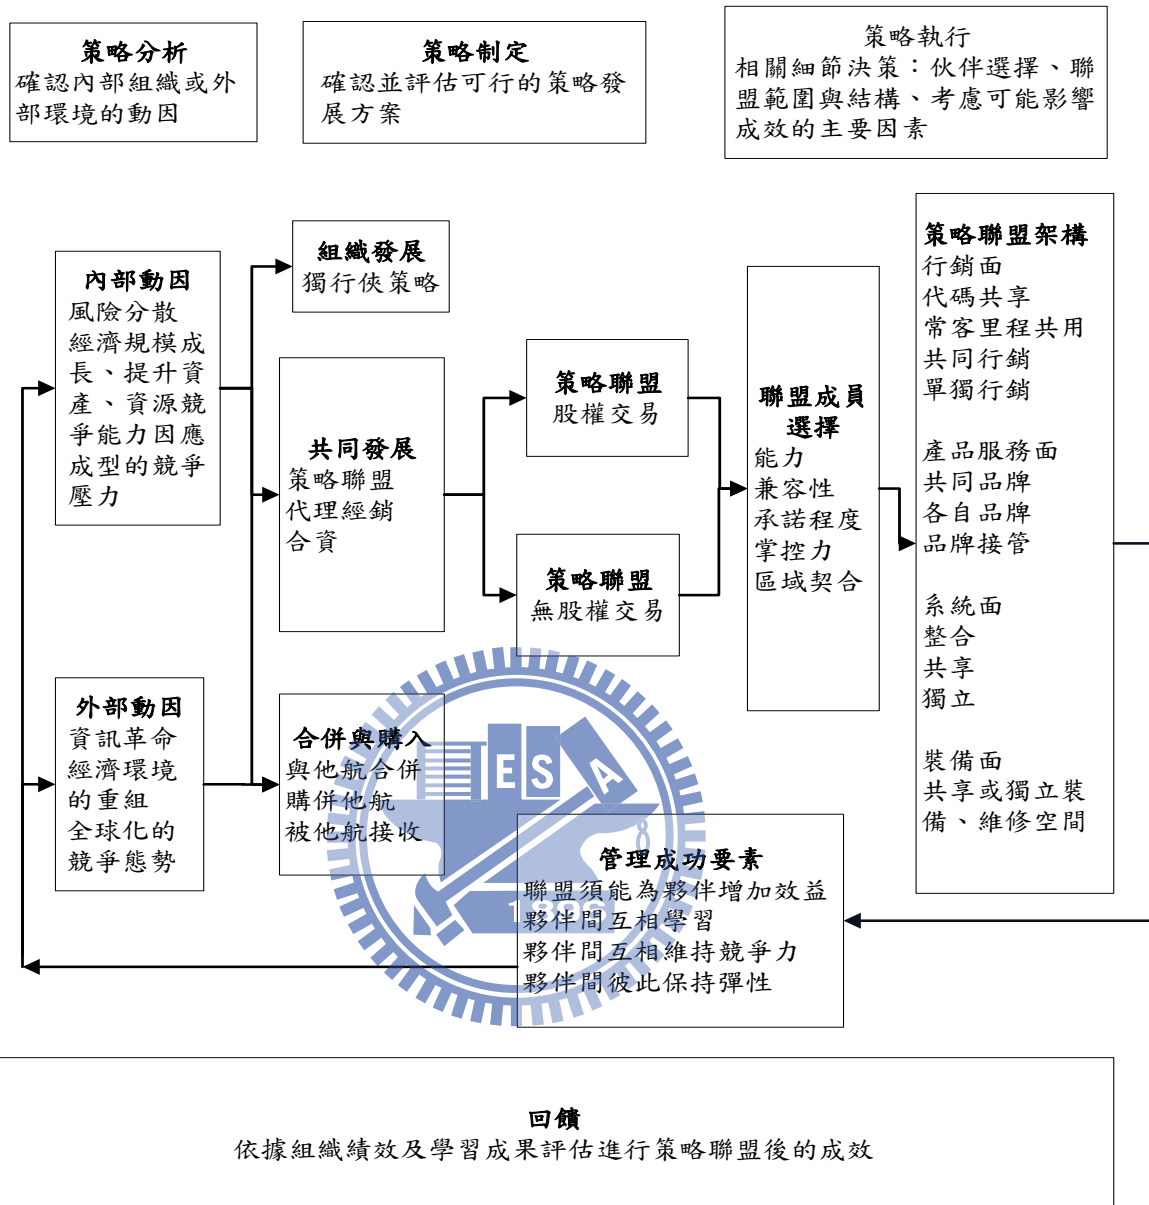 策略分析
確認內部組織或外
部環境的動因
策略制定
確認並評估可行的策略發
展方案
策略執行
相關細節決策：伙伴選擇、聯
盟範圍與結構、考慮可能影響
成效的主要因素
內部動因
風險分散
經濟規模成
長、提升資
產、資源競
爭能力因應
成型的競爭
壓力
外部動因
資訊革命
經濟環境
的重組
全球化的
競爭態勢
組織發展
獨行俠策略
共同發展
策略聯盟
代理經銷
合資
合併與購入
與他航合併
購併他航
被他航接收
策略聯盟
股權交易
策略聯盟
無股權交易
聯盟成員
選擇
能力
兼容性
承諾程度
掌控力
區域契合
策略聯盟架構
行銷面
代碼共享
常客里程共用
共同行銷
單獨行銷
產品服務面
共同品牌
各自品牌
品牌接管
系統面
整合
共享
獨立
裝備面
共享或獨立裝
備、維修空間
管理成功要素
聯盟須能為夥伴增加效益
夥伴間互相學習
夥伴間互相維持競爭力
夥伴間彼此保持彈性
E S A
1896
回饋
依據組織績效及學習成果評估進行策略聯盟後的成效